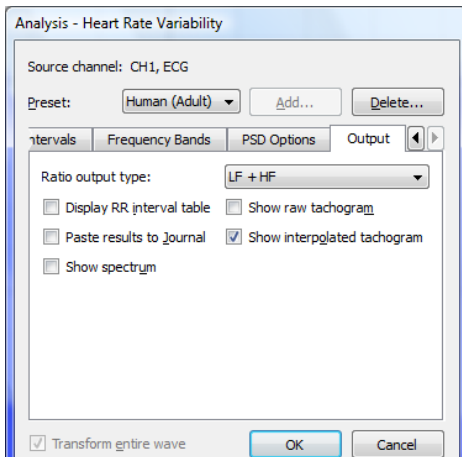 Analysis - Heart Rate Variability
Source channel: CH1, ECG
Preset: Human (Adult) Add... Delete...
ntervals Frequency Bands PSD Options Output
Ratio output type: LF + HF
Display RR interval table Show raw tachogram
Paste results to Journal Show interpolated tachogram
Show spectrum
Transform entire wave OK Cancel